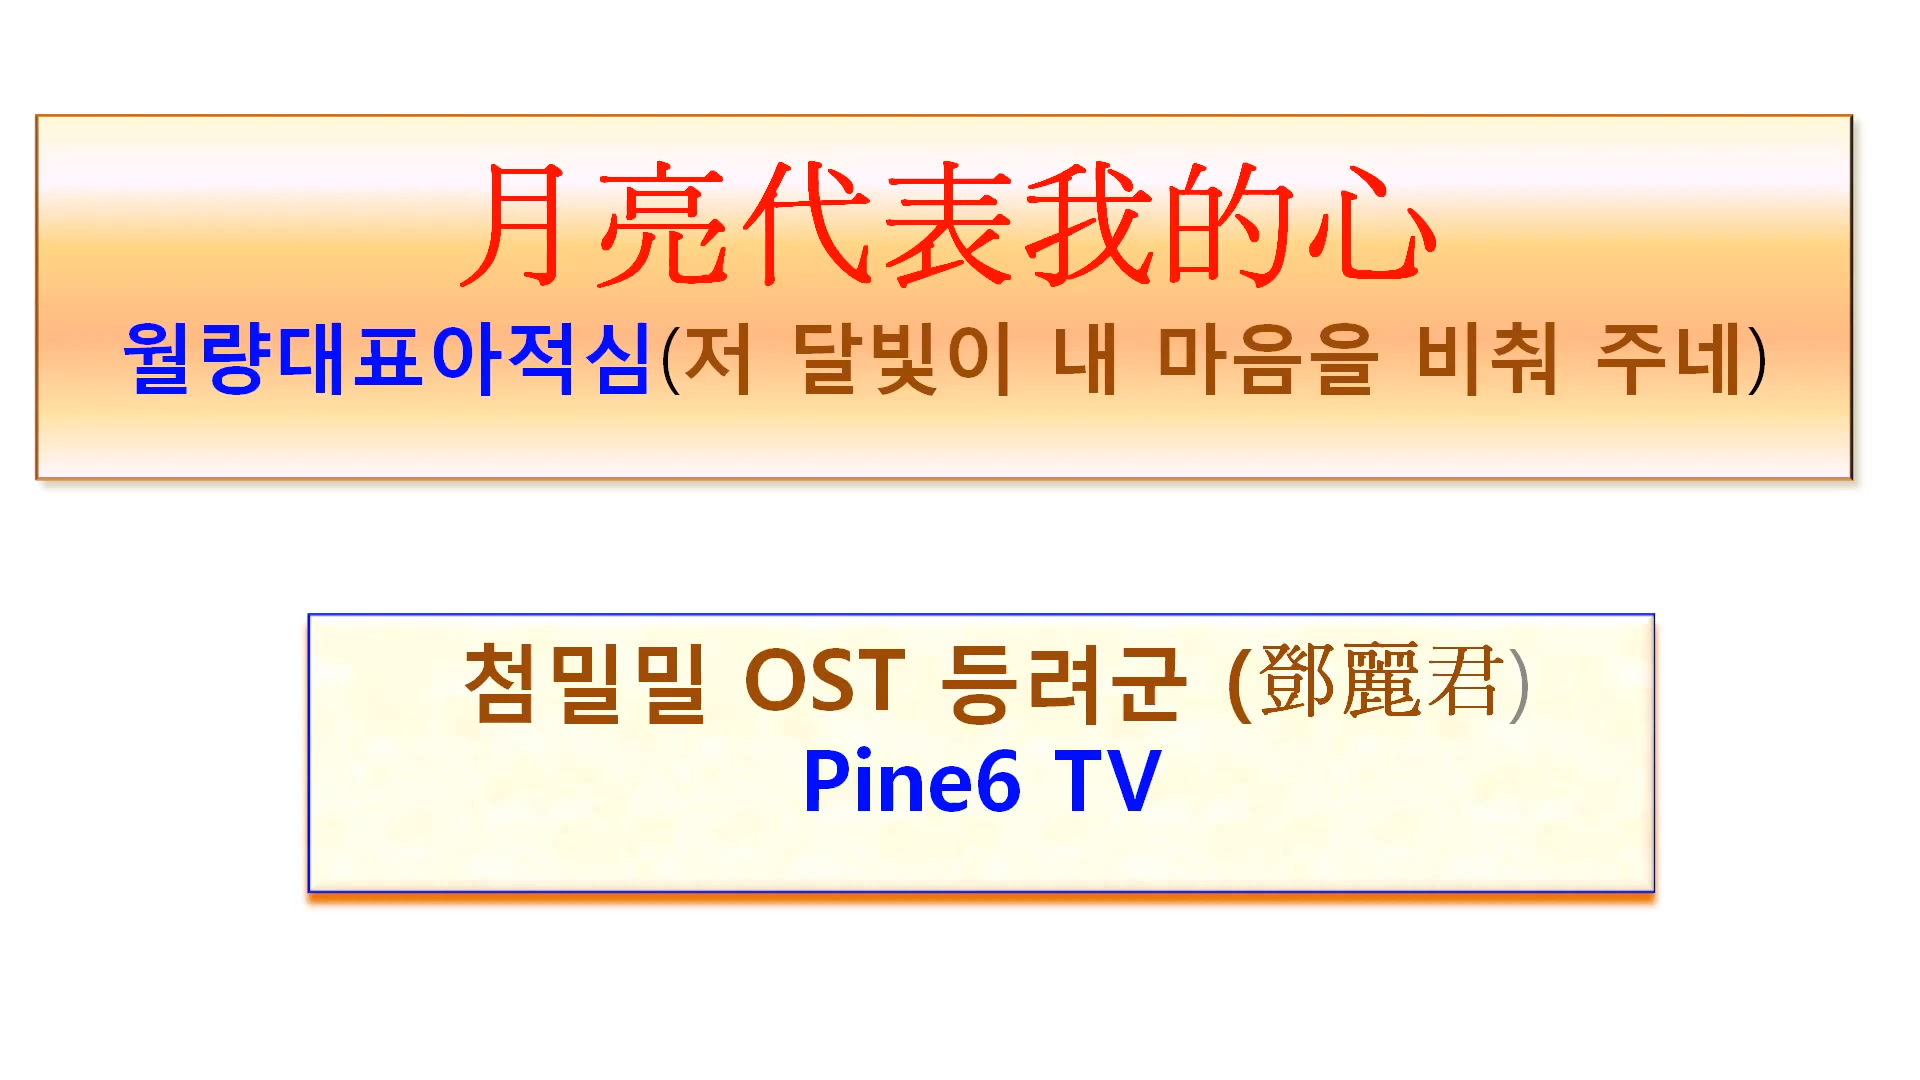 月亮代表我的心
월량대표아적심(저 달빛이 내 마음을 비춰 주네)
첨밀밀 OST 등려군 (鄧麗君)
Pine6 TV